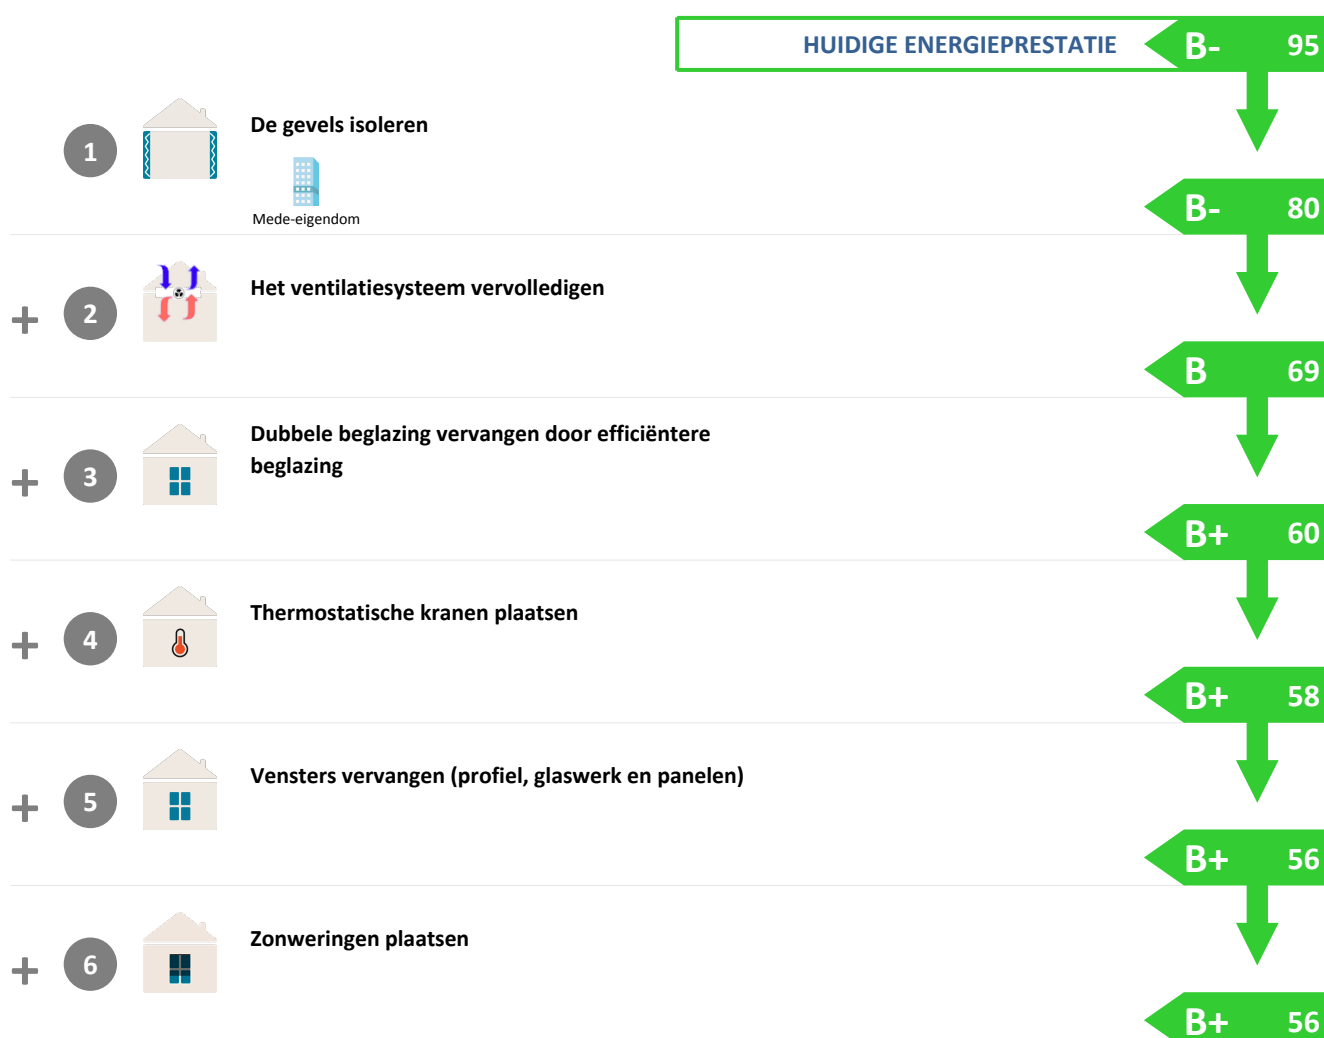 HUIDIGE ENERGIEPRESTATIE B- 95
1 De gevels isoleren
Mede-eigendom
B- 80
+ 2 Het ventilatiesysteem vervolledigen
B 69
+ 3 Dubbele beglazing vervangen door efficiëntere
beglazing
B+ 60
+ 4 Thermostatische kranen plaatsen
B+ 58
+ 5 Vensters vervangen (profiel, glaswerk en panelen)
B+ 56
+ 6 Zonweringen plaatsen
B+ 56